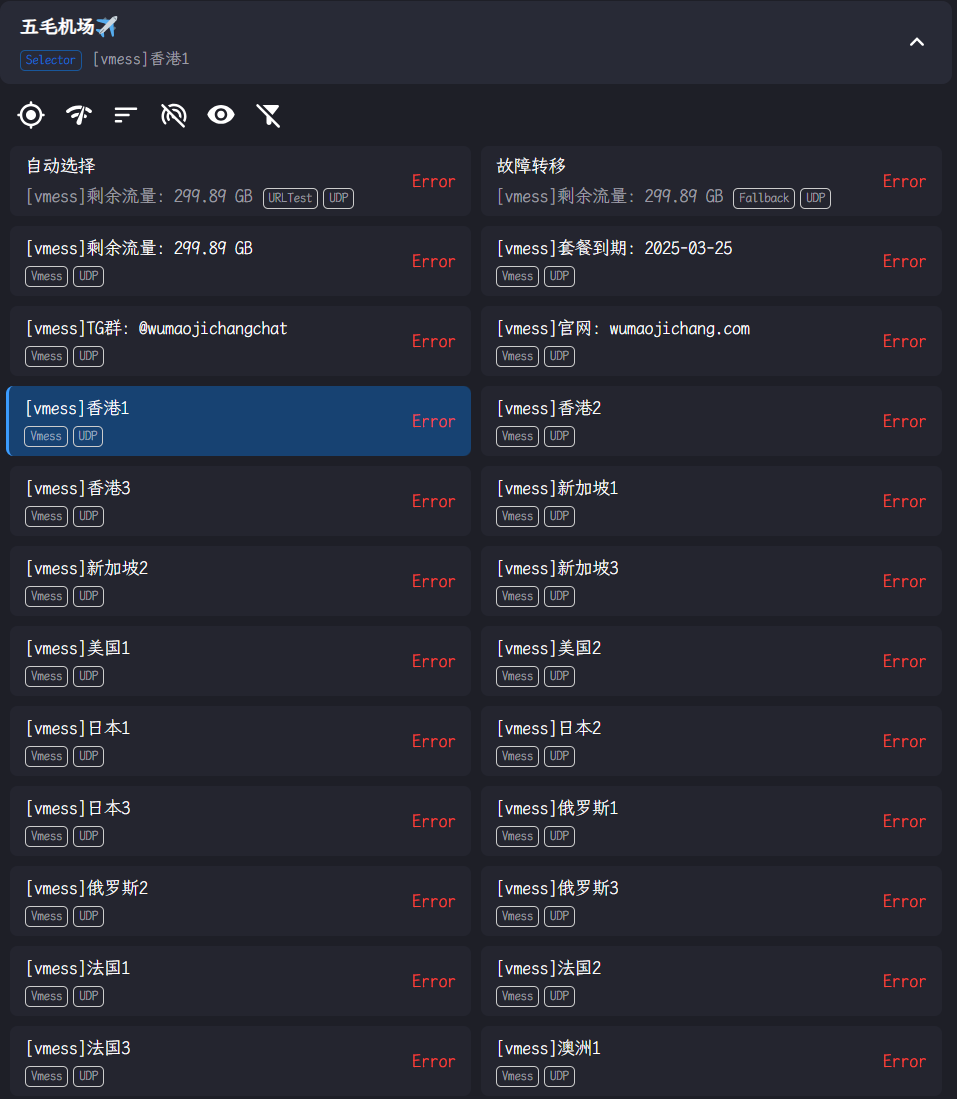 五毛机场✈️
Selector [vmess]香港1
自动选择
[vmess]剩余流量: 299.89 GB URLTest UDP
Error
故障转移
[vmess]剩余流量: 299.89 GB Fallback UDP
Error
[vmess]剩余流量: 299.89 GB
Vmess UDP
Error
[vmess]套餐到期: 2025-03-25
Vmess UDP
Error
[vmess]TG群: @wumaojichangchat
Vmess UDP
Error
[vmess]官网: wumaojichang.com
Vmess UDP
Error
[vmess]香港1
Vmess UDP
Error
[vmess]香港2
Vmess UDP
Error
[vmess]香港3
Vmess UDP
Error
[vmess]新加坡1
Vmess UDP
Error
[vmess]新加坡2
Vmess UDP
Error
[vmess]新加坡3
Vmess UDP
Error
[vmess]美国1
Vmess UDP
Error
[vmess]美国2
Vmess UDP
Error
[vmess]日本1
Vmess UDP
Error
[vmess]日本2
Vmess UDP
Error
[vmess]日本3
Vmess UDP
Error
[vmess]俄罗斯1
Vmess UDP
Error
[vmess]俄罗斯2
Vmess UDP
Error
[vmess]俄罗斯3
Vmess UDP
Error
[vmess]法国1
Vmess UDP
Error
[vmess]法国2
Vmess UDP
Error
[vmess]法国3
Vmess UDP
Error
[vmess]澳洲1
Vmess UDP
Error